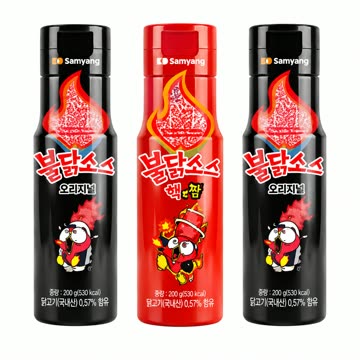 Samyang
불닭소스
오리지널
중량 : 200 g(530 kcal)
닭고기(국내산) 0.57% 함유
Samyang
불닭소스
핵불닭
중량 : 200 g(530 kcal)
닭고기(국내산) 0.57% 함유
Samyang
불닭소스
오리지널
중량 : 200 g(530 kcal)
닭고기(국내산) 0.57% 함유